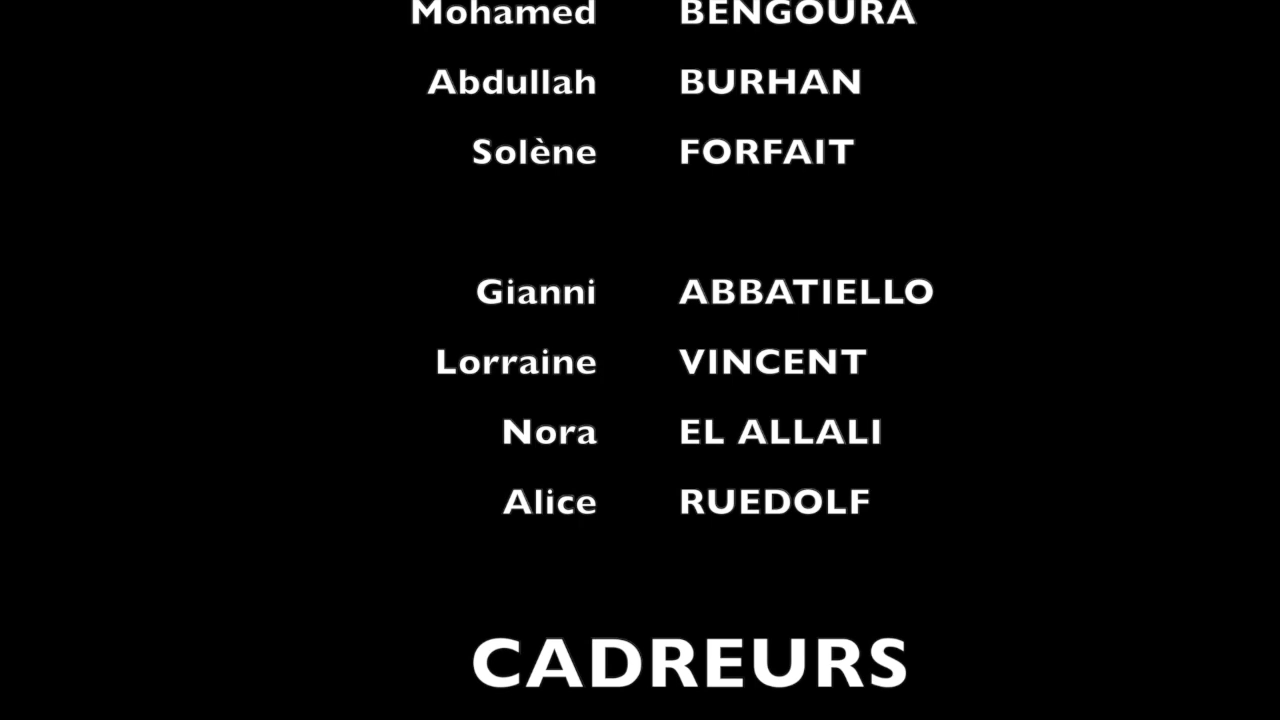 Mohamed BENGOURA
Abdullah BURHAN
Solène FORFAIT
Gianni ABBATIELLO
Lorraine VINCENT
Nora EL ALLALI
Alice RUEDOLF
CADREURS